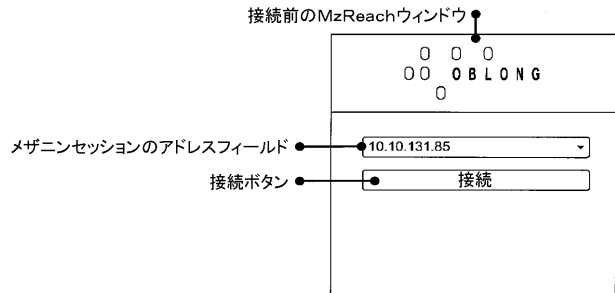 接続前のMzReachウィンドウ
OBLONG
メザニンセッションのアドレスフィールド
10.10.131.85
接続ボタン
接続